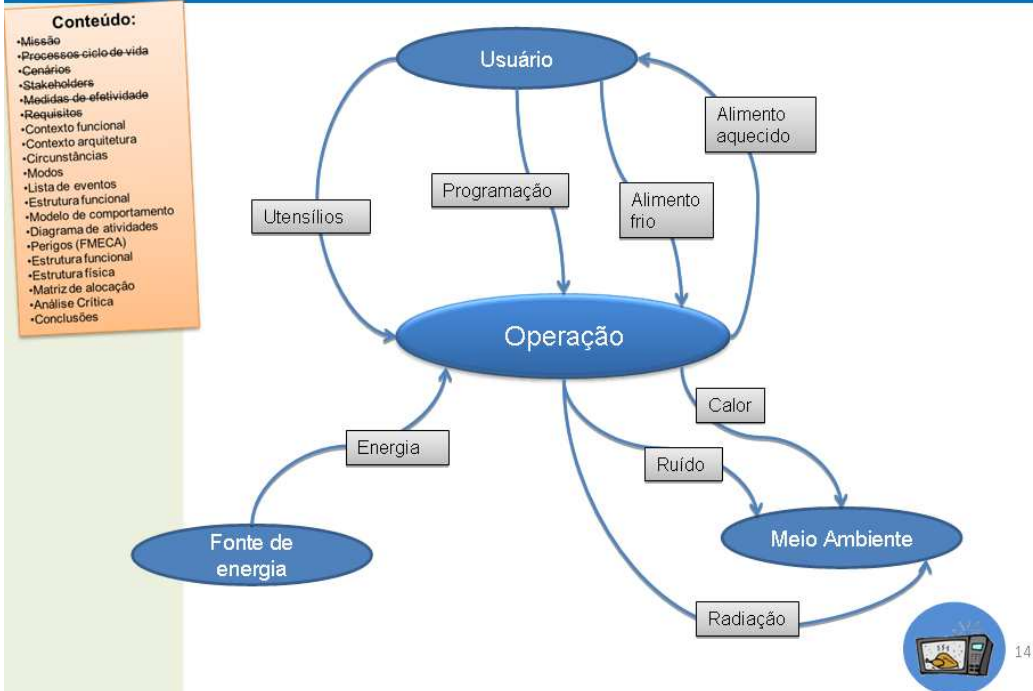 Conteúdo:
•Missão
•Processos ciclo de vida
•Cenários
•Stakeholders
•Medidas de efetividade
•Requisitos
•Contexto funcional
•Contexto arquitetura
•Circunstâncias
•Modos
•Lista de eventos
•Estrutura funcional
•Modelo de comportamento
•Diagrama de atividades
•Perigos (FMECA)
•Estrutura funcional
•Estrutura física
•Matriz de alocação
•Análise Crítica
•Conclusões
Usuário
Alimento
aquecido
Programação
Alimento
frio
Utensílios
Operação
Calor
Energia
Ruído
Fonte de
energia
Meio Ambiente
Radiação
14